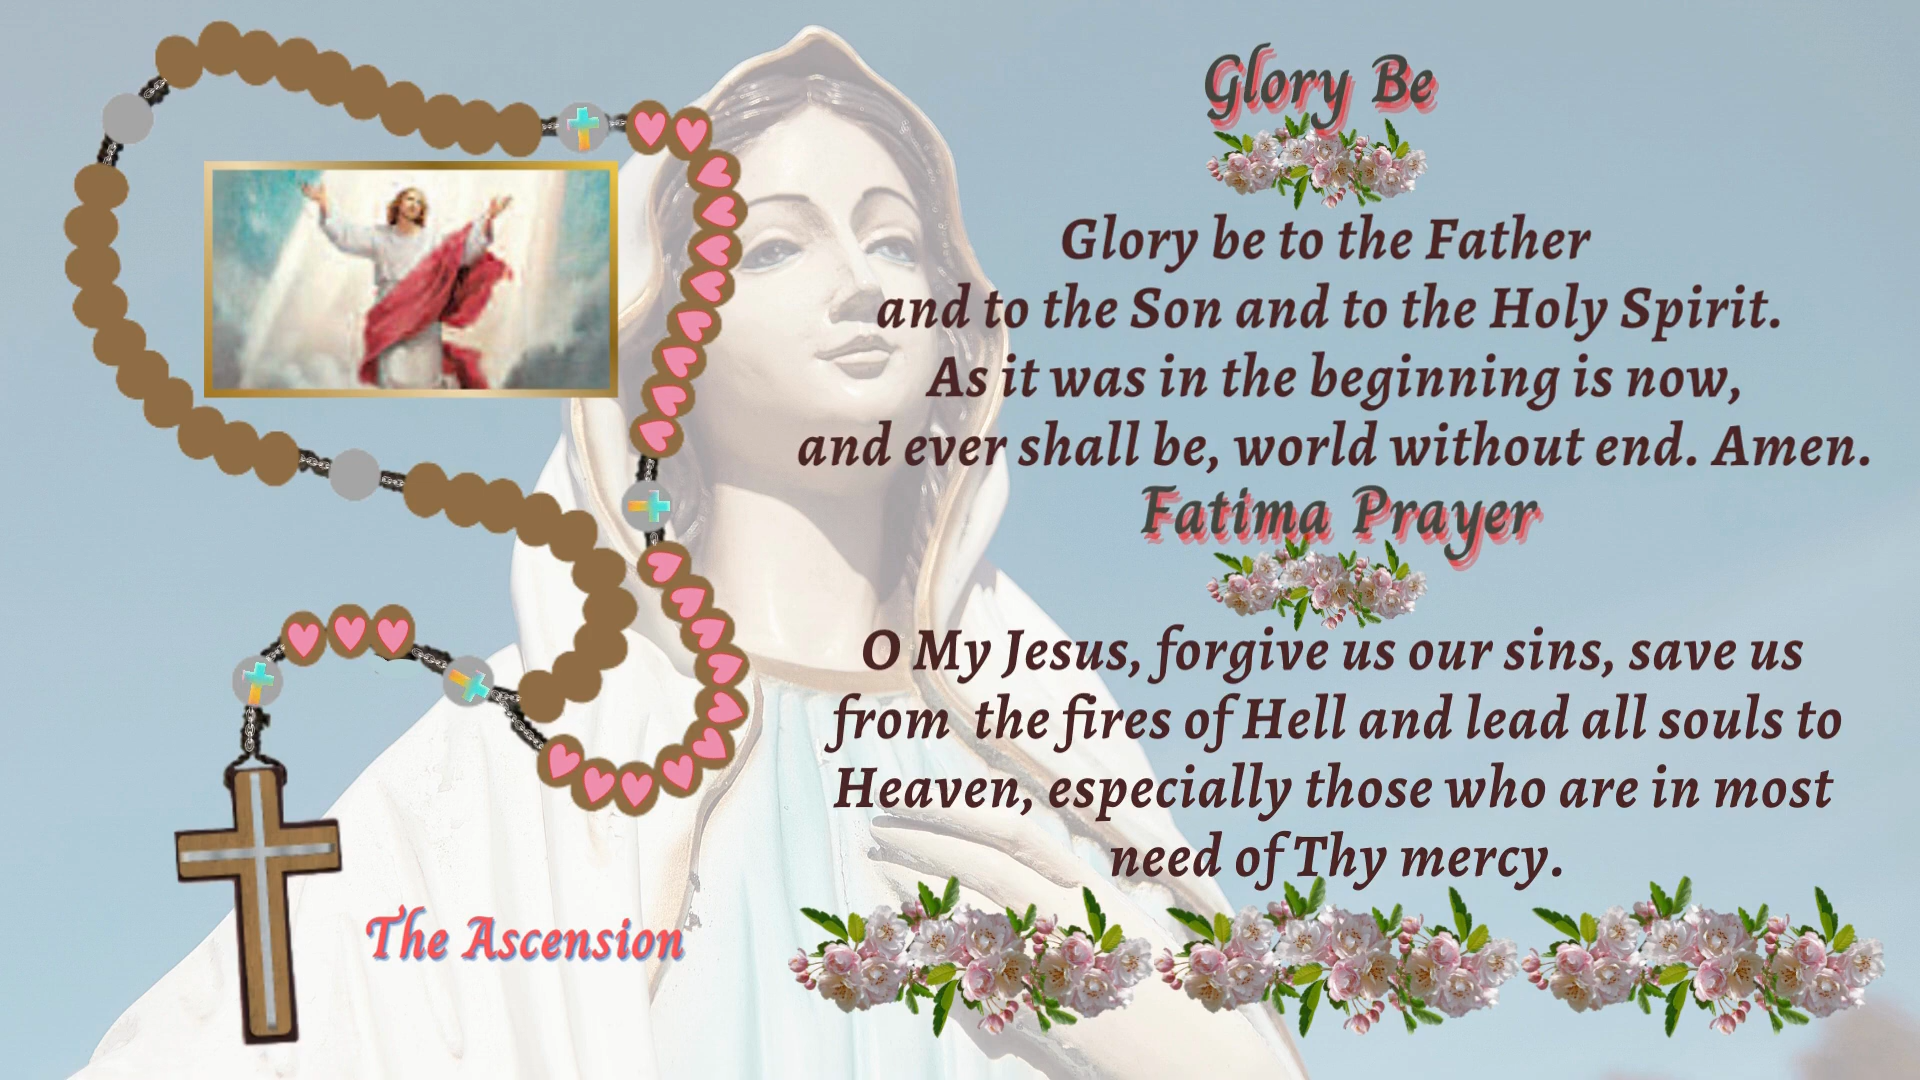 Glory Be
Glory be to the Father
and to the Son and to the Holy Spirit.
As it was in the beginning is now,
and ever shall be, world without end. Amen.
Fatima Prayer
O My Jesus, forgive us our sins, save us
from the fires of Hell and lead all souls to
Heaven, especially those who are in most
need of Thy mercy.
The Ascension